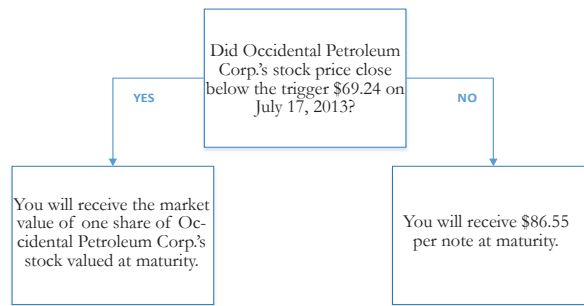 Did Occidental Petroleum
Corp.'s stock price close
below the trigger $69.24 on
July 17, 2013?
YES
NO
You will receive the market
value of one share of Oc-
cidental Petroleum Corp.'s
stock valued at maturity.
You will receive $86.55
per note at maturity.